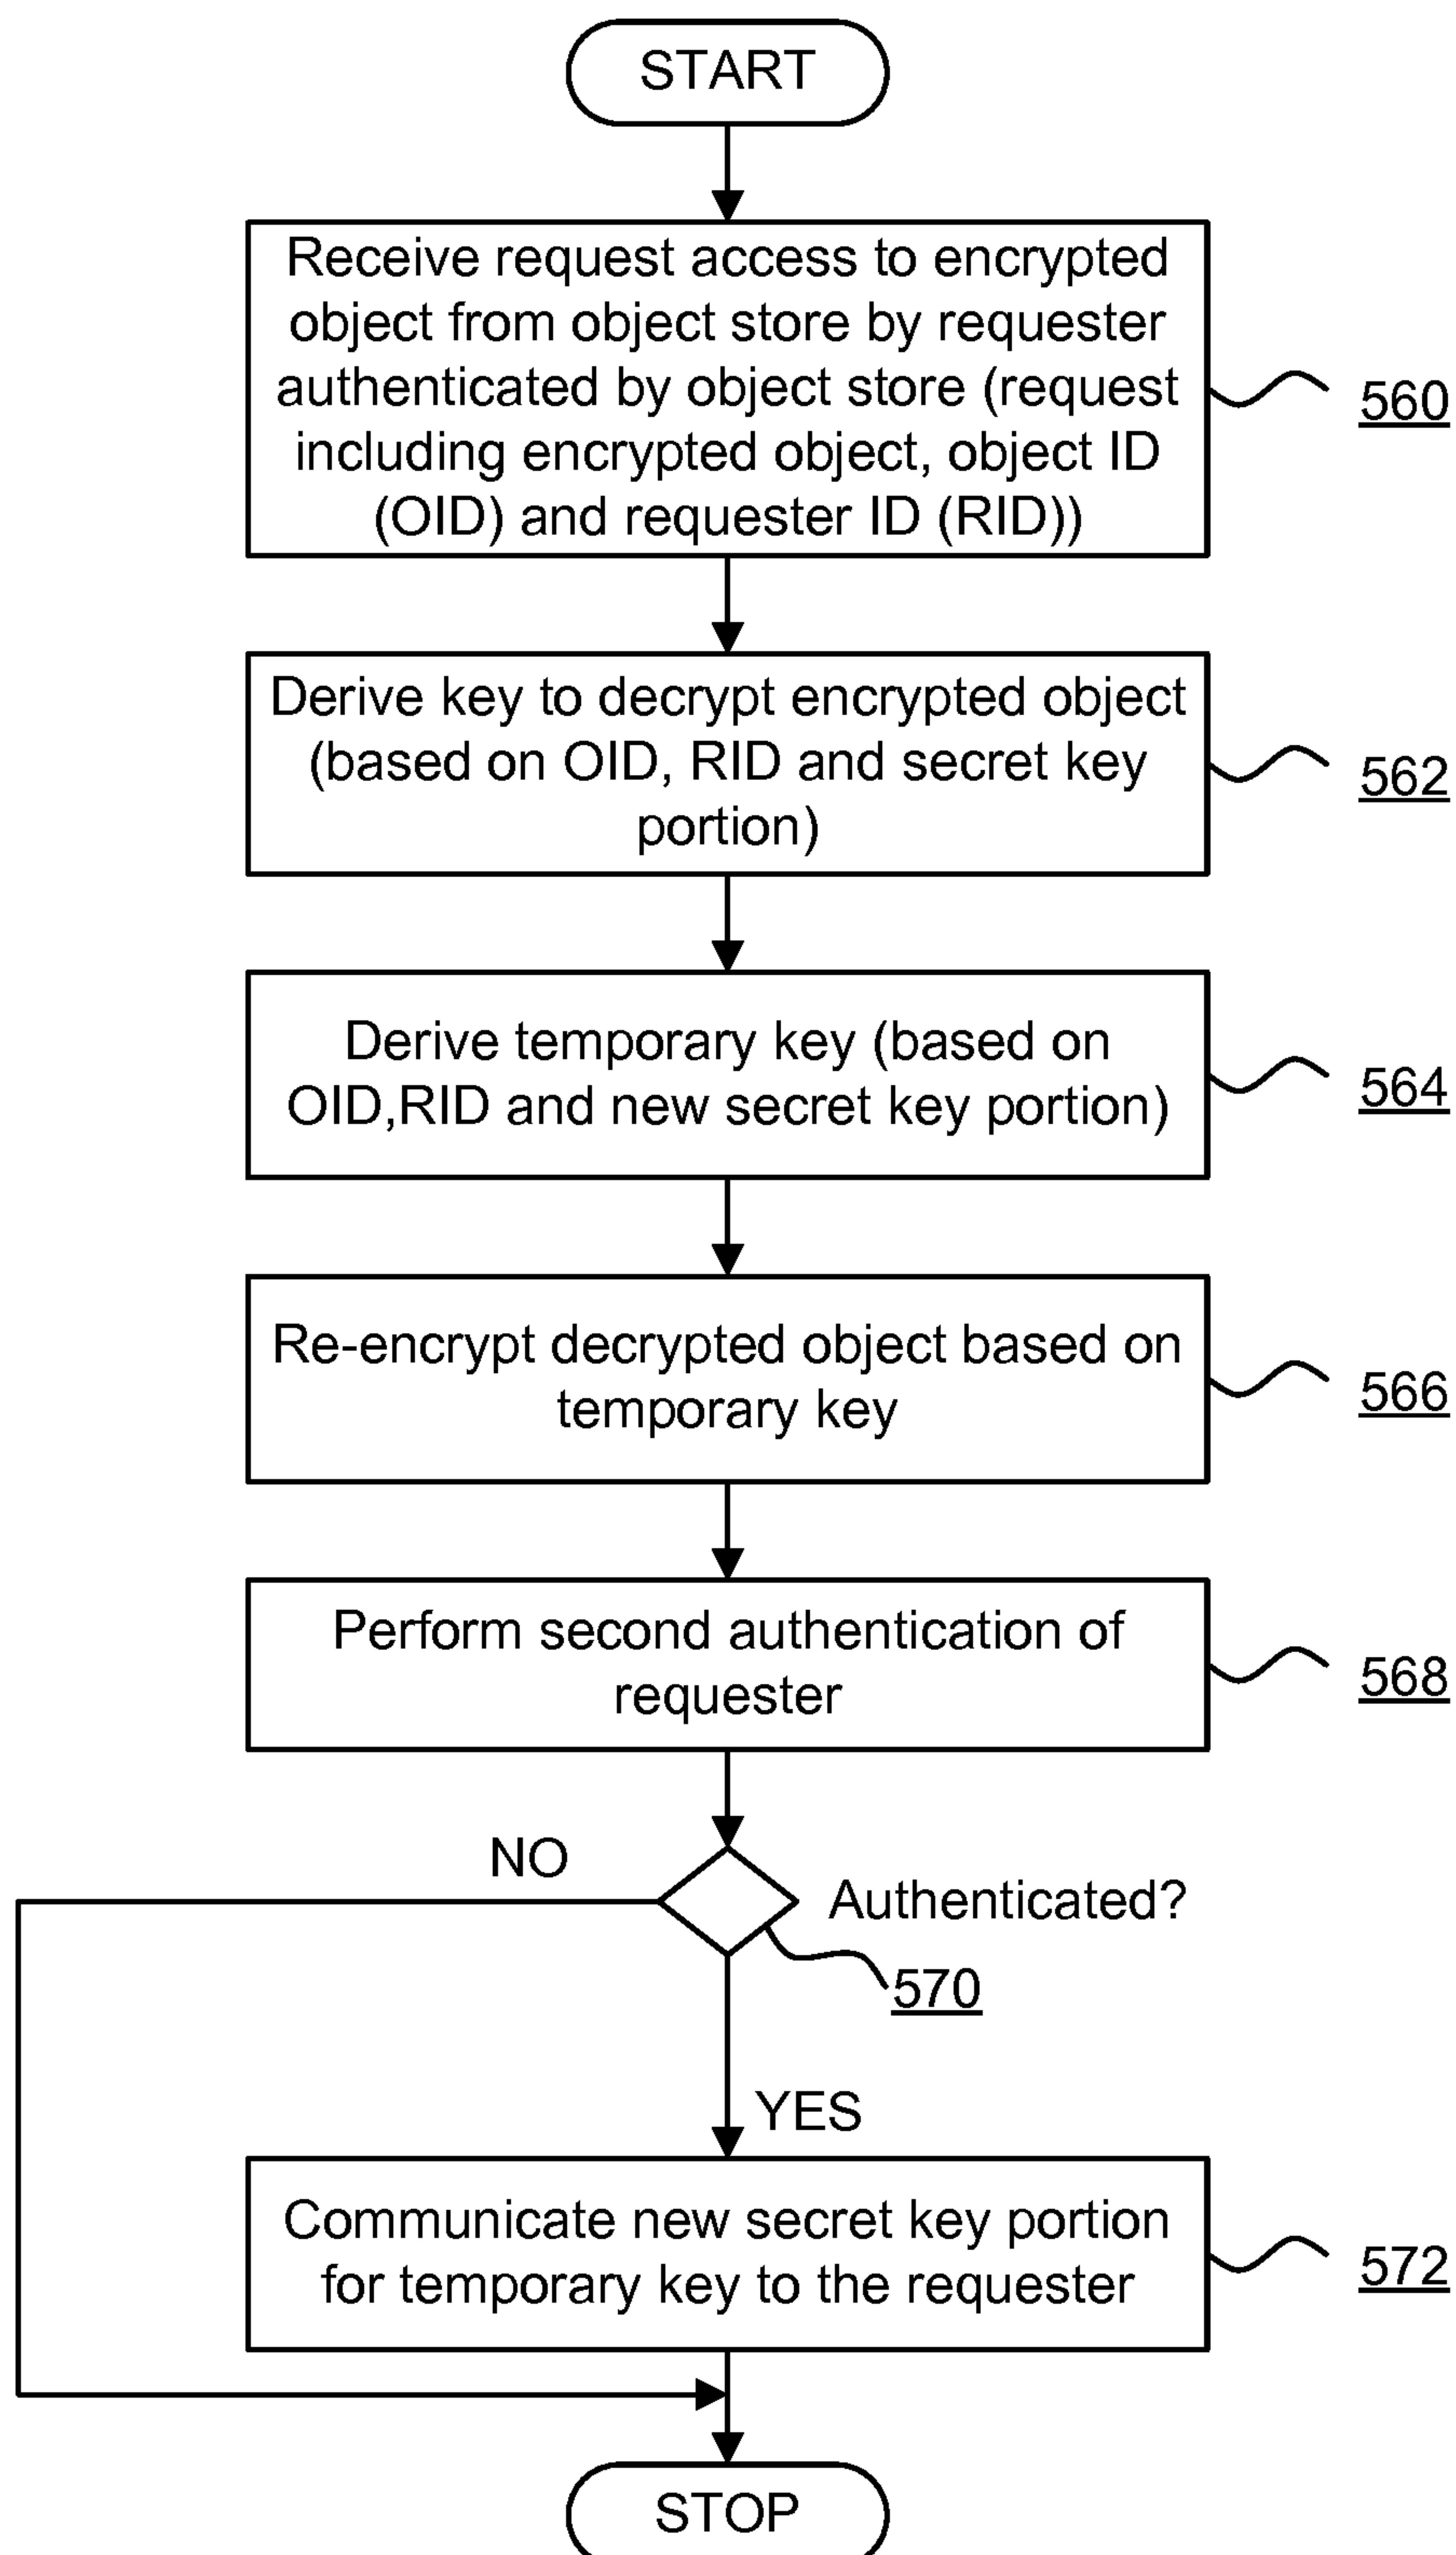 START
Receive request access to encrypted
object from object store by requester
authenticated by object store (request
including encrypted object, object ID
(OID) and requester ID (RID))
560
Derive key to decrypt encrypted object
(based on OID, RID and secret key
portion)
562
Derive temporary key (based on
OID,RID and new secret key portion)
564
Re-encrypt decrypted object based on
temporary key
566
Perform second authentication of
requester
568
NO
Authenticated?
570
YES
Communicate new secret key portion
for temporary key to the requester
572
STOP